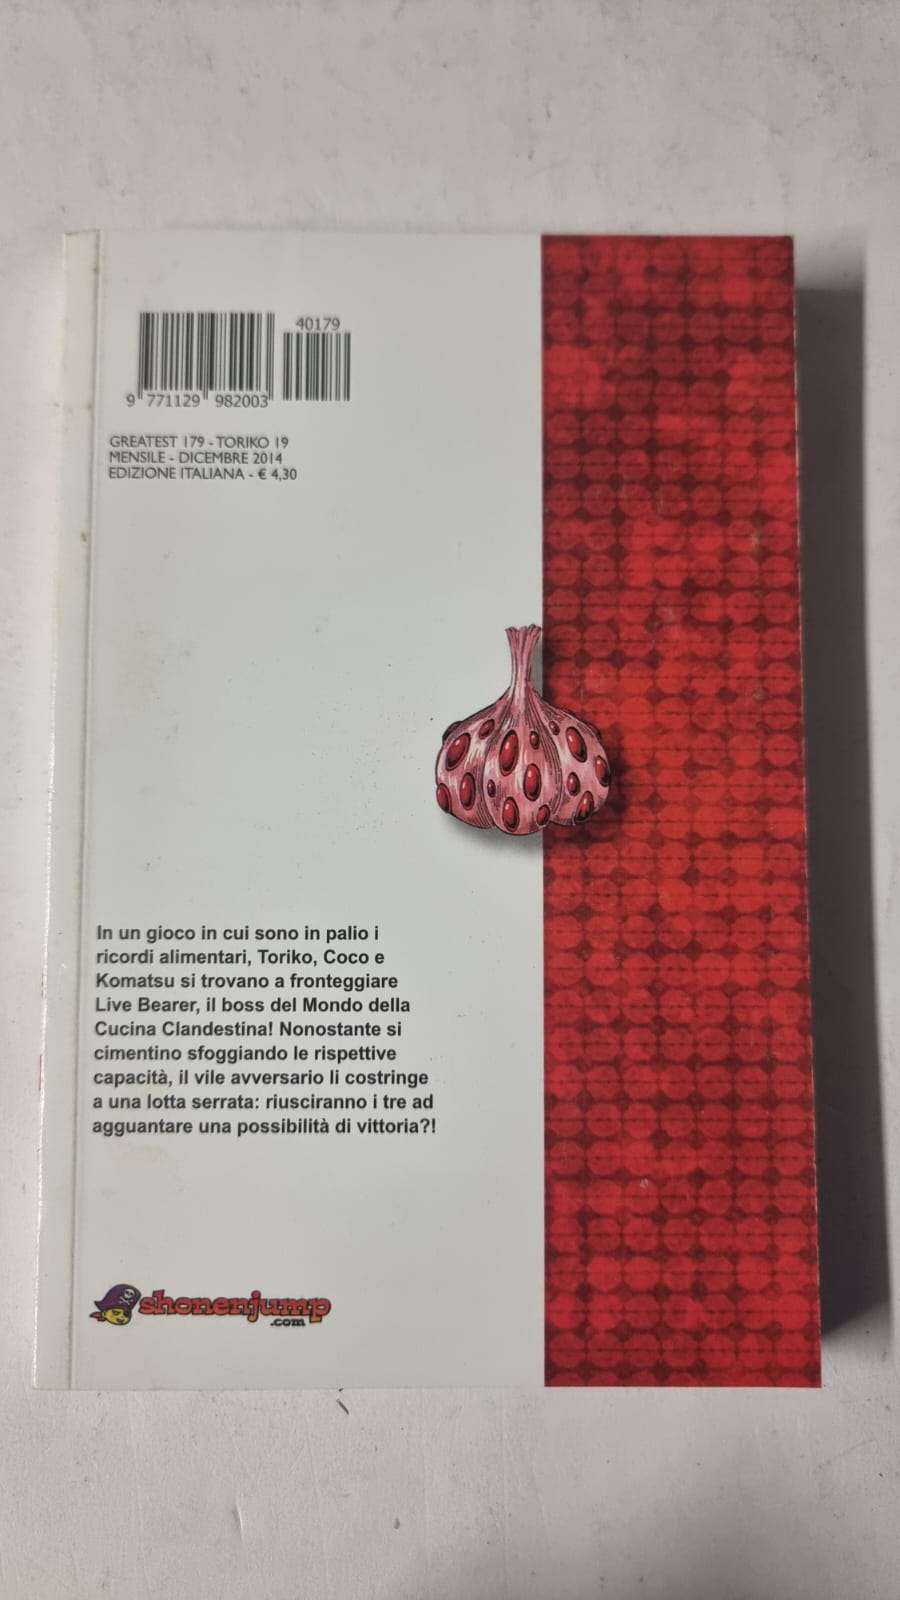 40179
9 771129 982003
GREATEST 179 - TORIKO 19
MENSILE - DICEMBRE 2014
EDIZIONE ITALIANA - € 4,30
In un gioco in cui sono in palio i
ricordi alimentari, Toriko, Coco e
Komatsu si trovano a fronteggiare
Live Bearer, il boss del Mondo della
Cucina Clandestina! Nonostante si
cimentino sfoggiando le rispettive
capacità, il vile avversario li costringe
a una lotta serrata: riusciranno i tre ad
agguantare una possibilità di vittoria?!
shonenjump
.com